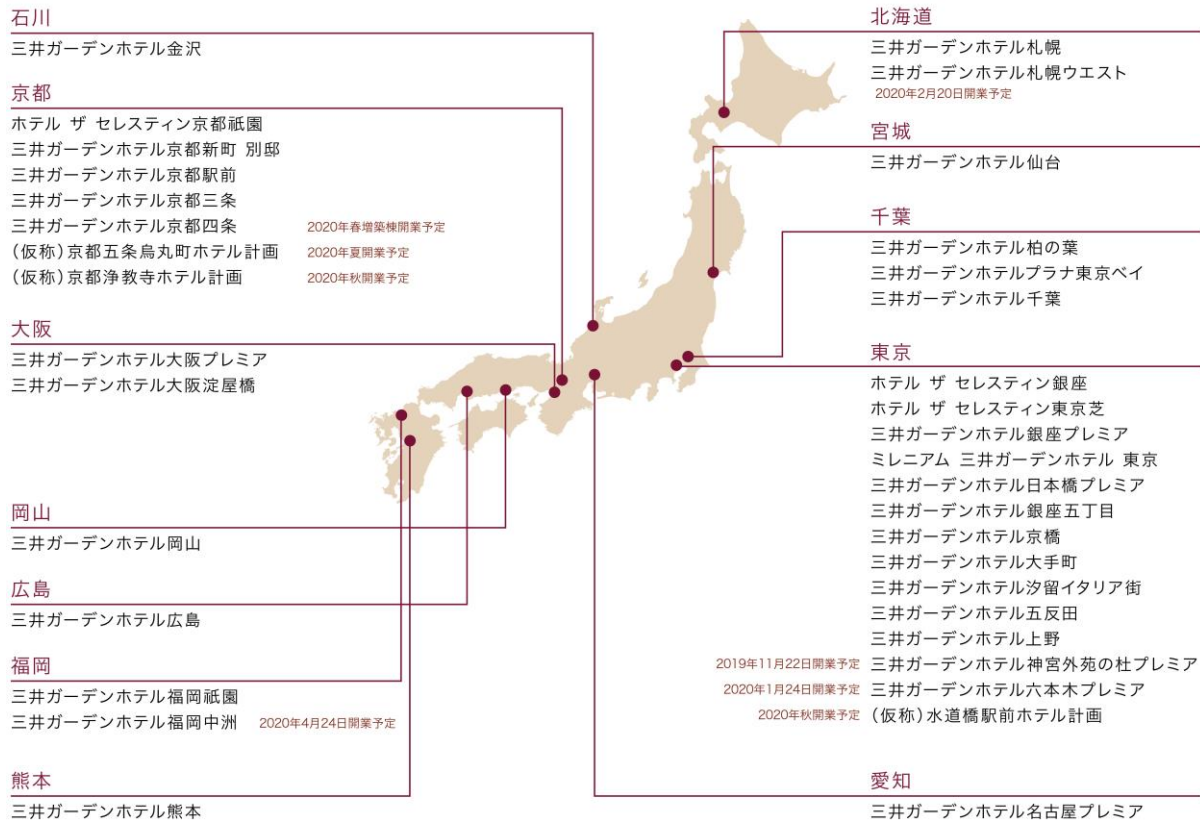 石川
三井ガーデンホテル金沢
京都
ホテル ザ セレスティン京都祇園
三井ガーデンホテル京都新町 別邸
三井ガーデンホテル京都駅前
三井ガーデンホテル京都三条
三井ガーデンホテル京都四条 2020年春増築棟開業予定
(仮称)京都五条烏丸町ホテル計画 2020年夏開業予定
(仮称)京都浄教寺ホテル計画 2020年秋開業予定
大阪
三井ガーデンホテル大阪プレミア
三井ガーデンホテル大阪淀屋橋
岡山
三井ガーデンホテル岡山
広島
三井ガーデンホテル広島
福岡
三井ガーデンホテル福岡祇園
三井ガーデンホテル福岡中洲 2020年4月24日開業予定
熊本
三井ガーデンホテル熊本
北海道
三井ガーデンホテル札幌
三井ガーデンホテル札幌ウエスト
2020年2月20日開業予定
宮城
三井ガーデンホテル仙台
千葉
三井ガーデンホテル柏の葉
三井ガーデンホテルプラナ東京ベイ
三井ガーデンホテル千葉
東京
ホテル ザ セレスティン銀座
ホテル ザ セレスティン東京芝
三井ガーデンホテル銀座プレミア
ミレニアム 三井ガーデンホテル 東京
三井ガーデンホテル日本橋プレミア
三井ガーデンホテル銀座五丁目
三井ガーデンホテル京橋
三井ガーデンホテル大手町
三井ガーデンホテル汐留イタリア街
三井ガーデンホテル五反田
三井ガーデンホテル上野
2019年11月22日開業予定 三井ガーデンホテル神宮外苑の杜プレミア
2020年1月24日開業予定 三井ガーデンホテル六本木プレミア
2020年秋開業予定 (仮称)水道橋駅前ホテル計画
愛知
三井ガーデンホテル名古屋プレミア